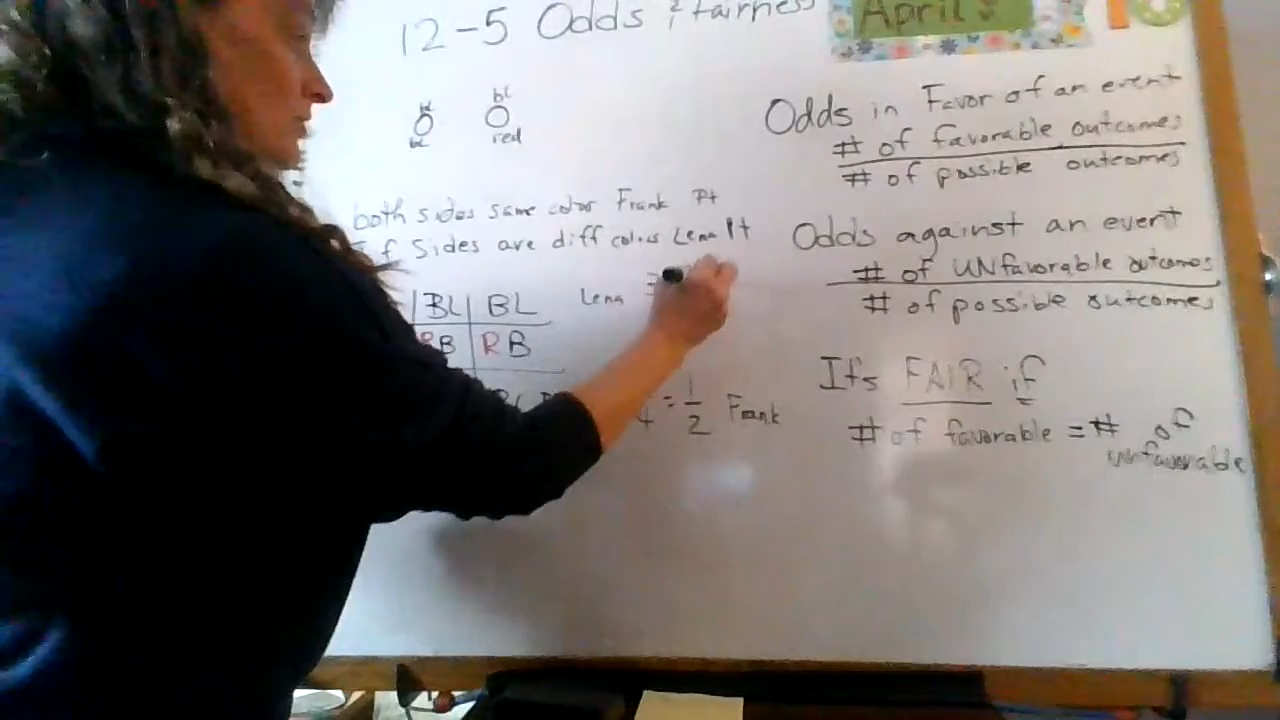 12-5 Odds & fairness
April
bl
bl
bl
red
both sides same color Frank Pt
If Sides are diff colors Lena 1t
Lena
BL BL
RB RB
4 = 1/2 Frank
Odds in Favor of an event
# of favorable outcomes
# of possible outcomes
Odds against an event
# of UNfavorable outcomes
# of possible outcomes
Its FAIR if
# of favorable = # of
unfavorable